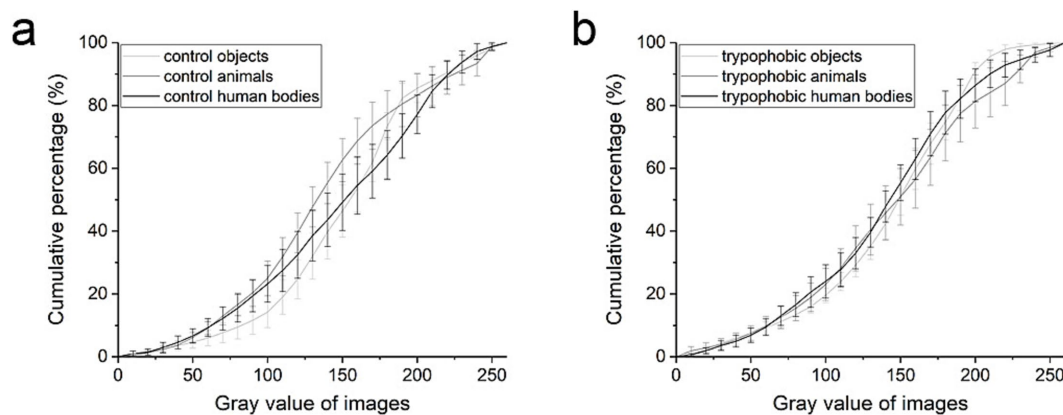 a
control objects
control animals
control human bodies
Cumulative percentage (%)
100
80
60
40
20
0
0 50 100 150 200 250
Gray value of images
b
trypophobic objects
trypophobic animals
trypophobic human bodies
Cumulative percentage (%)
100
80
60
40
20
0
0 50 100 150 200 250
Gray value of images